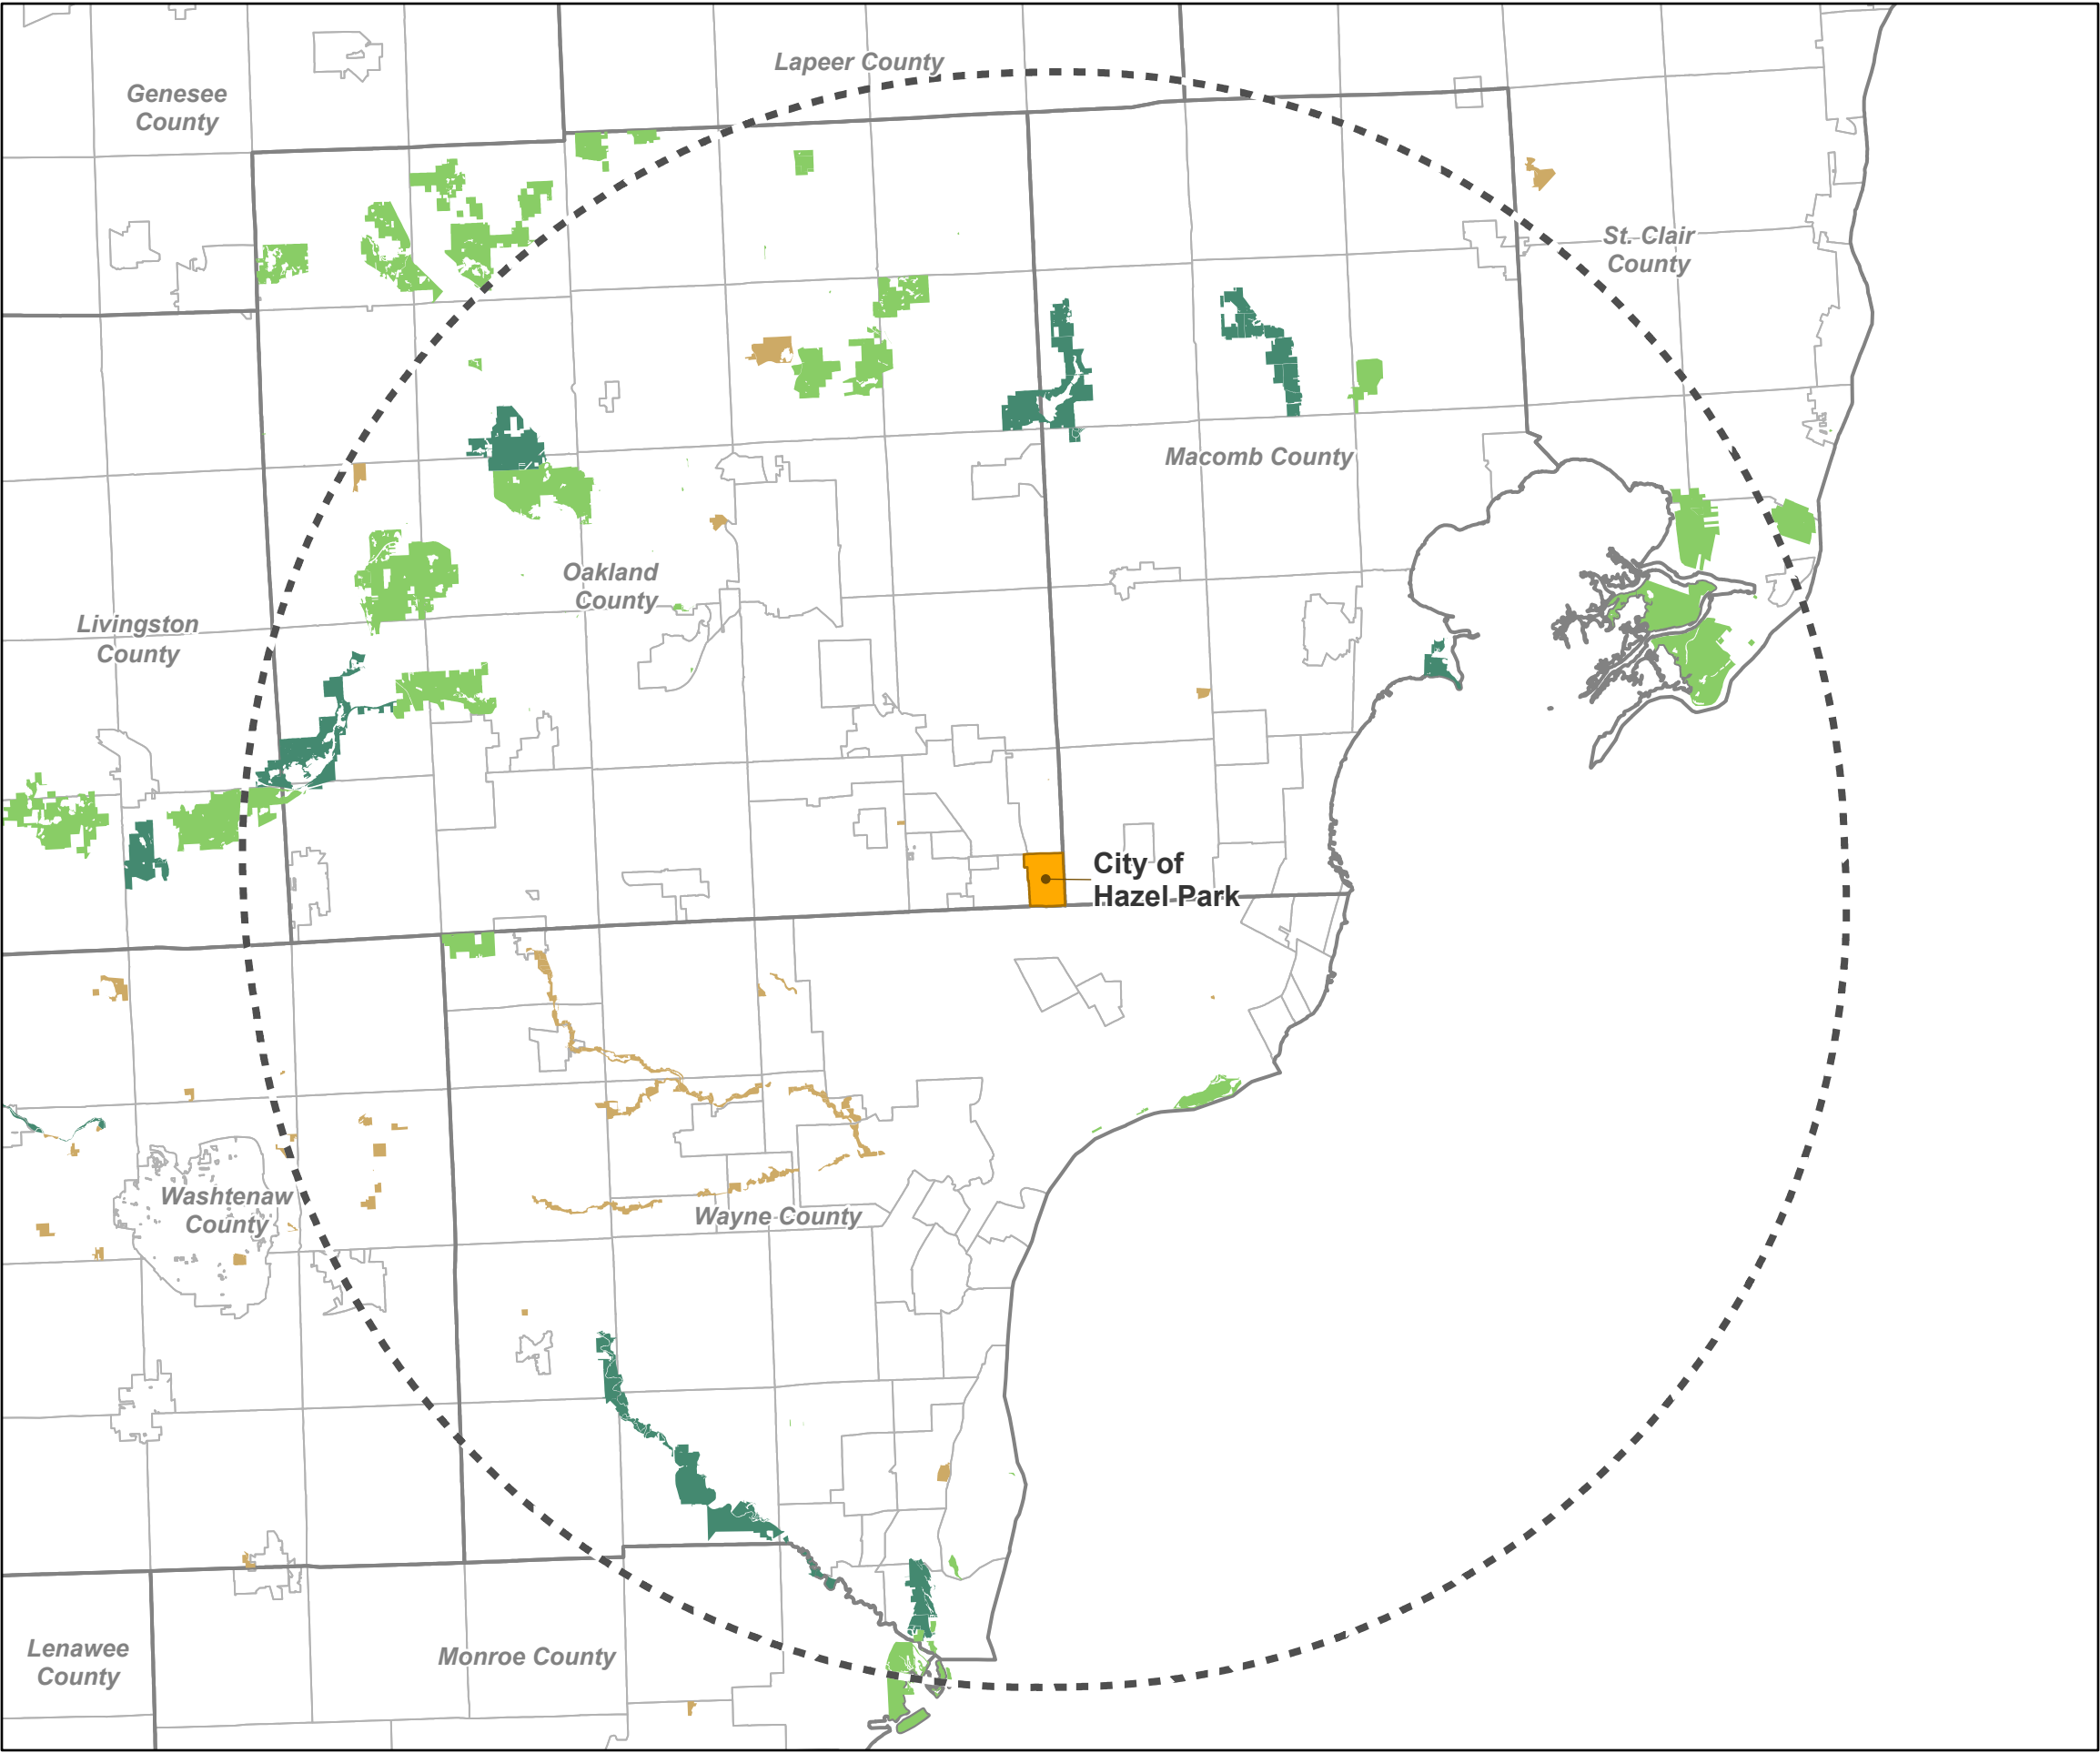 Lapeer County
Genesee
County
St. Clair
County
Macomb County
Oakland
County
Livingston
County
City of
Hazel Park
Washtenaw
County
Wayne County
Lenawee
County
Monroe County